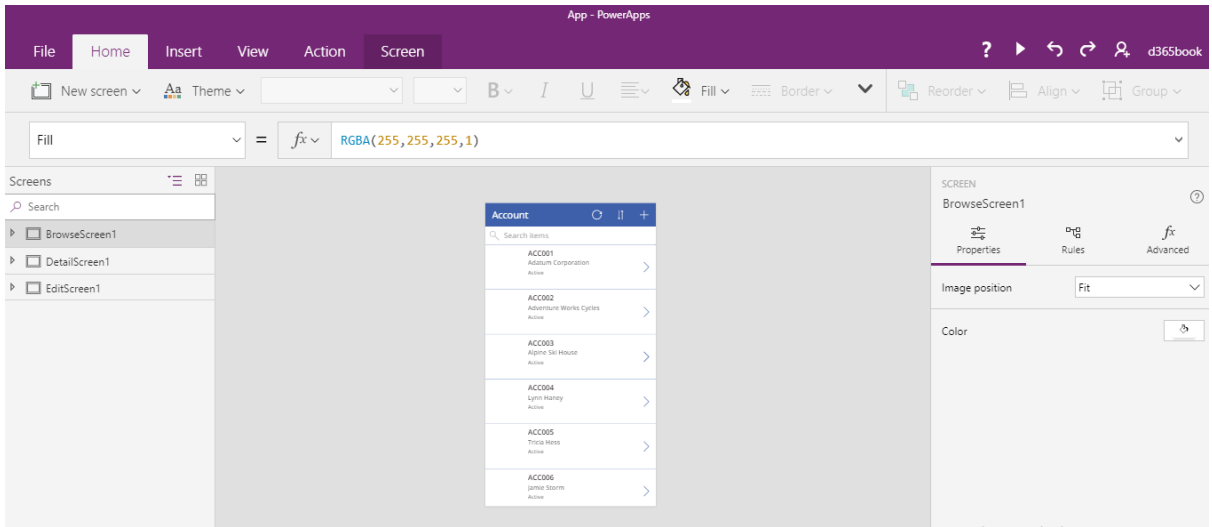 App - PowerApps
File Home Insert View Action Screen ? d365book
New screen Aa Theme B I U Fill Border Reorder Align Group
Fill = fx RGBA(255,255,255,1)
Screens
Search
BrowseScreen1
DetailScreen1
EditScreen1
Account
Search items
ACC001
Adatum Corporation
Active
ACC002
Adventure Works Cycles
Active
ACC003
Alpine Ski House
Active
ACC004
Lynn Haney
Active
ACC005
Tricia Hess
Active
ACC006
Jamie Storm
Active
SCREEN
BrowseScreen1 ?
fx
Properties Rules Advanced
Image position Fit
Color